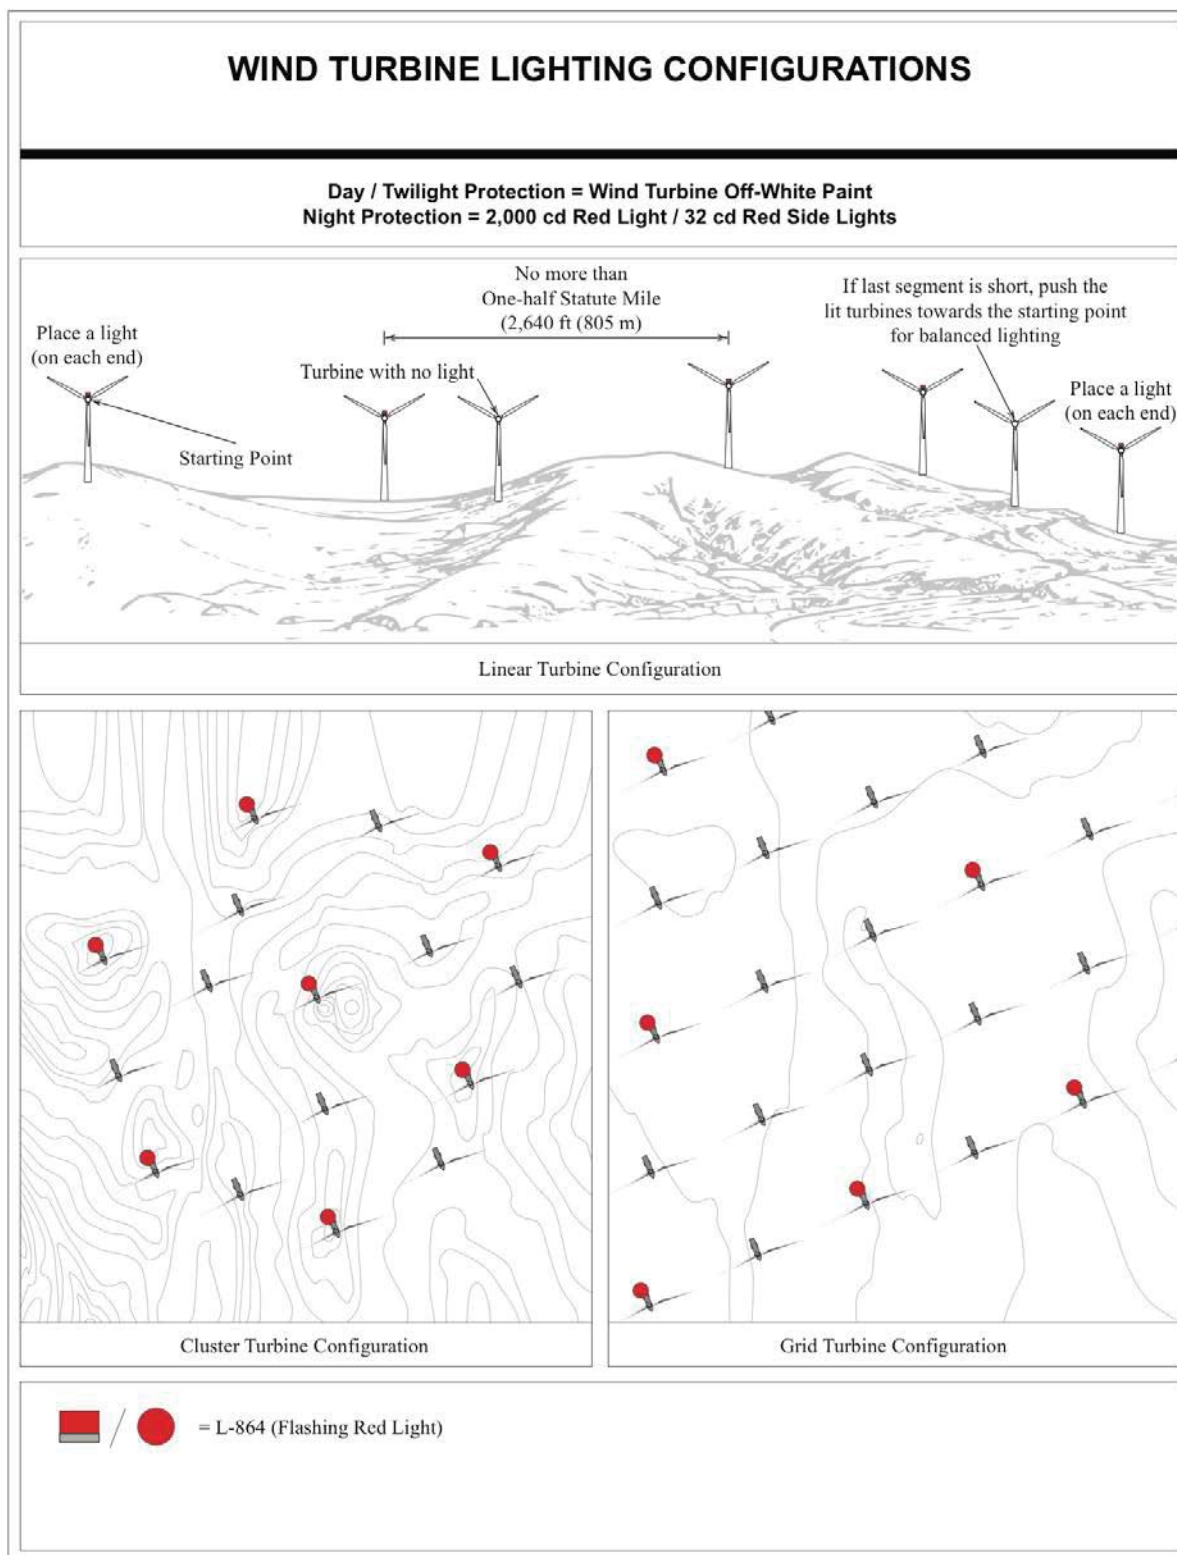 WIND TURBINE LIGHTING CONFIGURATIONS
Day / Twilight Protection = Wind Turbine Off-White Paint
Night Protection = 2,000 cd Red Light / 32 cd Red Side Lights
No more than
One-half Statute Mile
(2,640 ft (805 m)
If last segment is short, push the
lit turbines towards the starting point
for balanced lighting
Place a light
(on each end)
Turbine with no light
Place a light
(on each end)
Starting Point
Linear Turbine Configuration
Cluster Turbine Configuration
Grid Turbine Configuration
/ = L-864 (Flashing Red Light)